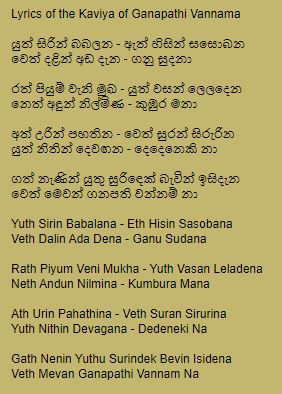 Lyrics of the Kaviya of Ganapathi Vannama
යුත් සිරින් බබලන - ඇත් හිසින් සසොබන
වෙත් දළින් අඩ දැන - ගනු සුදනා
රත් පියුම් වැනි මුඛ - යුත් වසන් ලෙලදෙන
නෙත් අඳුන් නිල්මිණ - කුඹුර මනා
අත් උරින් පහතින - වෙත් සුරන් සිරුරින
යුත් නිතින් දෙවඟන - දෙදෙනෙකි නා
ගත් නැණින් යුතු සුරිඳෙක් බැවින් ඉසිදැන
වෙත් මෙවන් ගනපති වන්නම් නා
Yuth Sirin Babalana - Eth Hisin Sasobana
Veth Dalin Ada Dena - Ganu Sudana
Rath Piyum Veni Mukha - Yuth Vasan Leladena
Neth Andun Nilmina - Kumbura Mana
Ath Urin Pahathina - Veth Suran Sirurina
Yuth Nithin Devagana - Dedeneki Na
Gath Nenin Yuthu Surindek Bevin Isidena
Veth Mevan Ganapathi Vannam Na